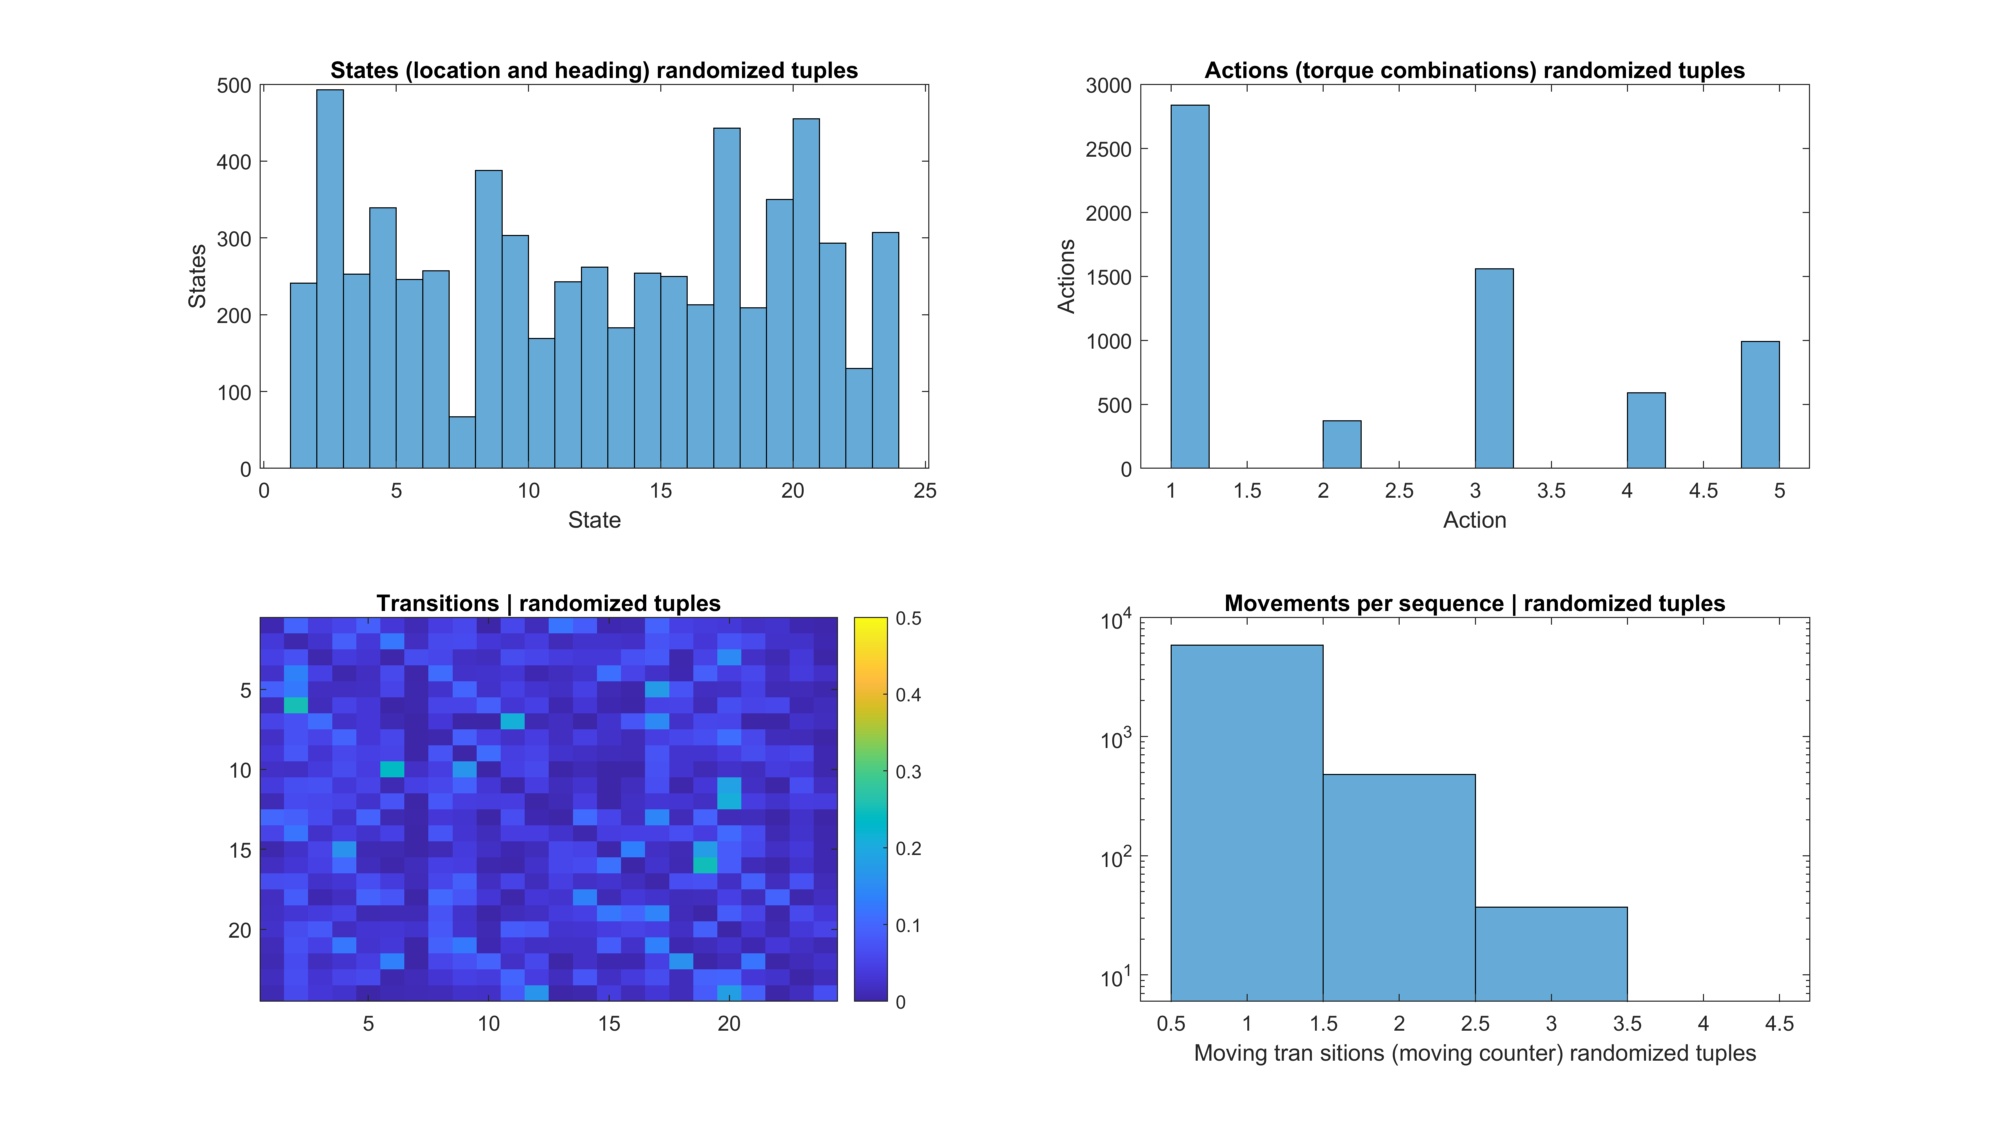 States (location and heading) randomized tuples
500
400
300
200
100
0
States
0 5 10 15 20 25
State
Actions (torque combinations) randomized tuples
3000
2500
2000
1500
1000
500
0
Actions
1 1.5 2 2.5 3 3.5 4 4.5 5
Action
Transitions | randomized tuples
5
10
15
20
5 10 15 20
0.5
0.4
0.3
0.2
0.1
0
Movements per sequence | randomized tuples
10^4
10^3
10^2
10^1
0.5 1 1.5 2 2.5 3 3.5 4 4.5
Moving tran sitions (moving counter) randomized tuples